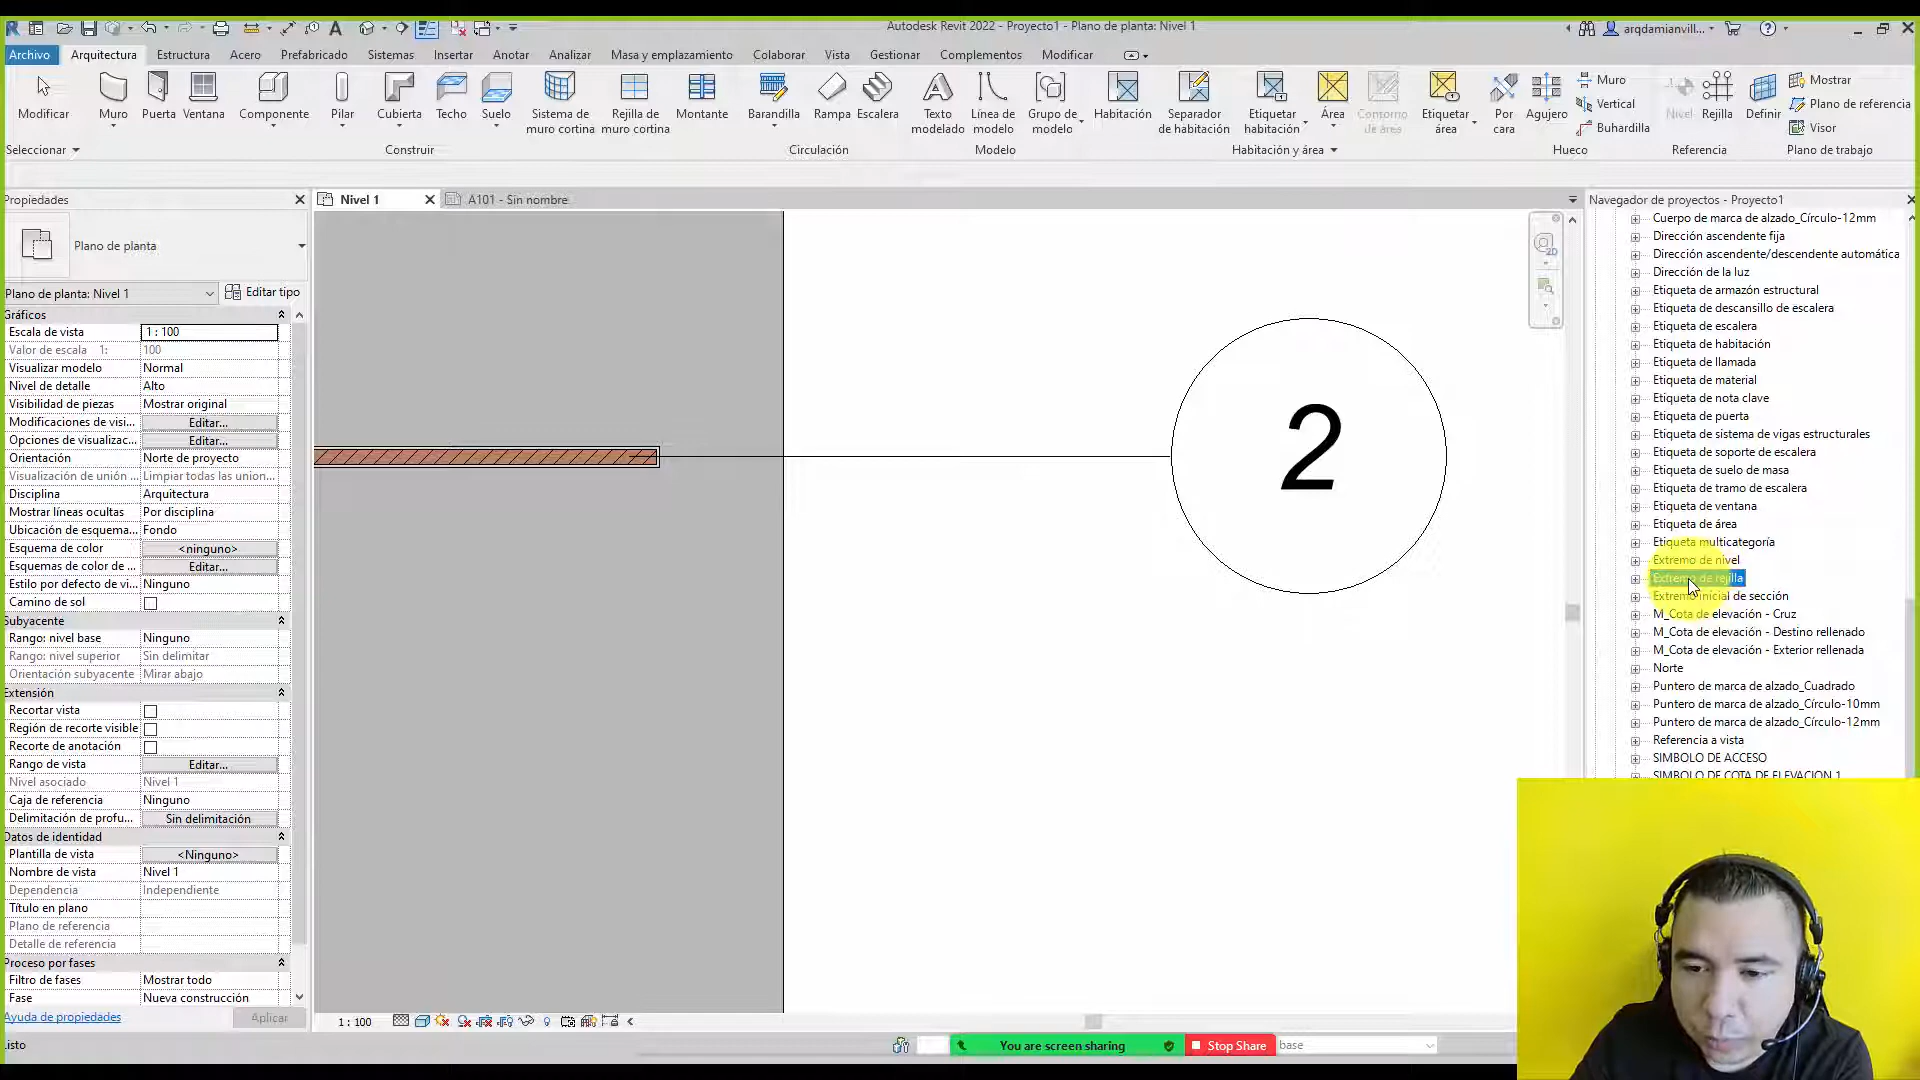 Autodesk Revit 2022 - Proyecto1 - Plano de planta: Nivel 1
arqdamianvill...
Archivo Arquitectura Estructura Acero Prefabricado Sistemas Insertar Anotar Analizar Masa y emplazamiento Colaborar Vista Gestionar Complementos Modificar
Modificar Muro Puerta Ventana Componente Pilar Cubierta Techo Suelo Sistema de muro cortina Rejilla de muro cortina Montante Barandilla Rampa Escalera Texto modelado Línea de modelo Grupo de modelo Habitación Separador de habitación Etiquetar habitación Área Contorno de área Etiquetar área Por cara Agujero Muro Vertical Buhardilla Nivel Rejilla Definir Mostrar Plano de referencia Visor
Seleccionar Construir Circulación Modelo Habitación y área Hueco Referencia Plano de trabajo
Propiedades
Nivel 1
A101 - Sin nombre
Navegador de proyectos - Proyecto1
Plano de planta
Plano de planta: Nivel 1
Editar tipo
Gráficos
Escala de vista 1 : 100
Valor de escala 1: 100
Visualizar modelo Normal
Nivel de detalle Alto
Visibilidad de piezas Mostrar original
Modificaciones de visi... Editar...
Opciones de visualizac... Editar...
Orientación Norte de proyecto
Visualización de unión ... Limpiar todas las union...
Disciplina Arquitectura
Mostrar líneas ocultas Por disciplina
Ubicación de esquema... Fondo
Esquema de color <ninguno>
Esquemas de color de ... Editar...
Estilo por defecto de vi... Ninguno
Camino de sol
Subyacente
Rango: nivel base Ninguno
Rango: nivel superior Sin delimitar
Orientación subyacente Mirar abajo
Extensión
Recortar vista
Región de recorte visible
Recorte de anotación
Rango de vista Editar...
Nivel asociado Nivel 1
Caja de referencia Ninguno
Delimitación de profu... Sin delimitación
Datos de identidad
Plantilla de vista <Ninguno>
Nombre de vista Nivel 1
Dependencia Independiente
Título en plano
Plano de referencia
Detalle de referencia
Proceso por fases
Filtro de fases Mostrar todo
Fase Nueva construcción
Ayuda de propiedades
Aplicar
2
2D
Cuerpo de marca de alzado_Círculo-12mm
Dirección ascendente fija
Dirección ascendente/descendente automática
Dirección de la luz
Etiqueta de armazón estructural
Etiqueta de descansillo de escalera
Etiqueta de escalera
Etiqueta de habitación
Etiqueta de llamada
Etiqueta de material
Etiqueta de nota clave
Etiqueta de puerta
Etiqueta de sistema de vigas estructurales
Etiqueta de soporte de escalera
Etiqueta de suelo de masa
Etiqueta de tramo de escalera
Etiqueta de ventana
Etiqueta de área
Etiqueta multicategoría
Extremo de nivel
Extremo de rejilla
Extremo inicial de sección
M_Cota de elevación - Cruz
M_Cota de elevación - Destino rellenado
M_Cota de elevación - Exterior rellenada
Norte
Puntero de marca de alzado_Cuadrado
Puntero de marca de alzado_Círculo-10mm
Puntero de marca de alzado_Círculo-12mm
Referencia a vista
SIMBOLO DE ACCESO
SIMBOLO DE COTA DE ELEVACION 1
1 : 100
Listo
You are screen sharing
Stop Share
base